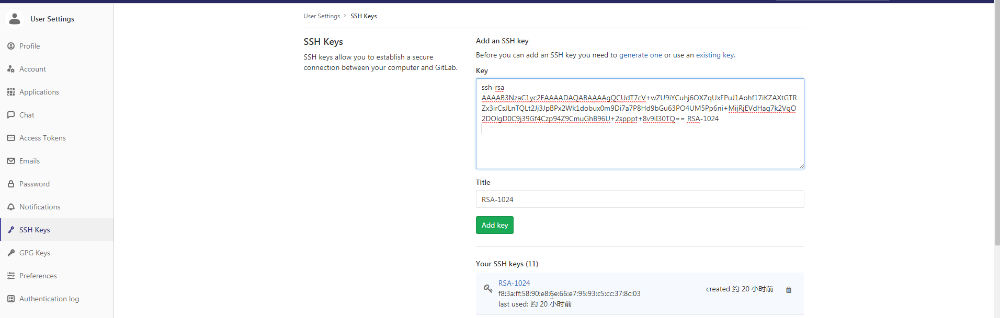 User Settings
Profile
Account
Applications
Chat
Access Tokens
Emails
Password
Notifications
SSH Keys
GPG Keys
Preferences
Authentication log
User Settings › SSH Keys
SSH Keys
SSH keys allow you to establish a secure
connection between your computer and GitLab.
Add an SSH key
Before you can add an SSH key you need to generate one or use an existing key.
Key
ssh-rsa
AAAAB3NzaC1yc2EAAAADAQABAAAAgQCUdT7cV+wZU9iYCuhj6OXZqUxFPuJ1Aohf17iKZAXtGTR
Zx3irCsJLnTQLt2Jj3JpBPx2Wk1dobux0m9Di7a7P8Hd9bGu63PO4UM5Pp6ni+MijRjEVdHag7k2VgO
2DOIgD0C9j39Gf4Czp94Z9CmuGhB96U+2spppt+8v9iI30TQ== RSA-1024
Title
RSA-1024
Add key
Your SSH keys (11)
RSA-1024
f8:3a:ff:58:90:e8:6e:66:e7:95:93:c5:cc:37:8c:03
last used: 约 20 小时前
created 约 20 小时前